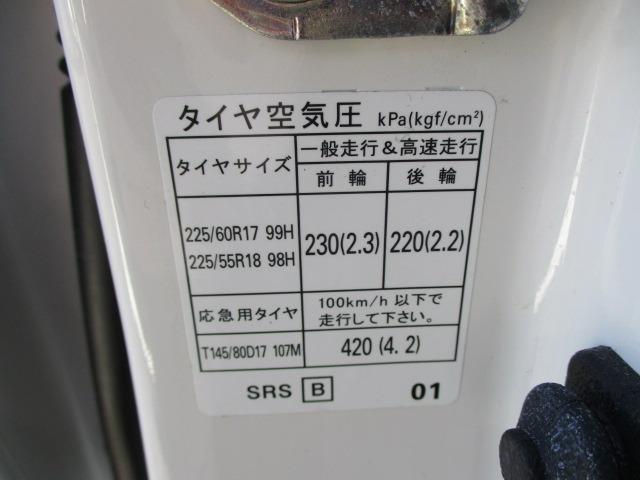 タイヤ空気圧 kPa(kgf/cm²)
タイヤサイズ 一般走行&高速走行
前輪 後輪
225/60R17 99H
225/55R18 98H
230(2.3) 220(2.2)
応急用タイヤ
100km/h以下で
走行して下さい。
T145/80D17 107M 420(4.2)
SRS B 01